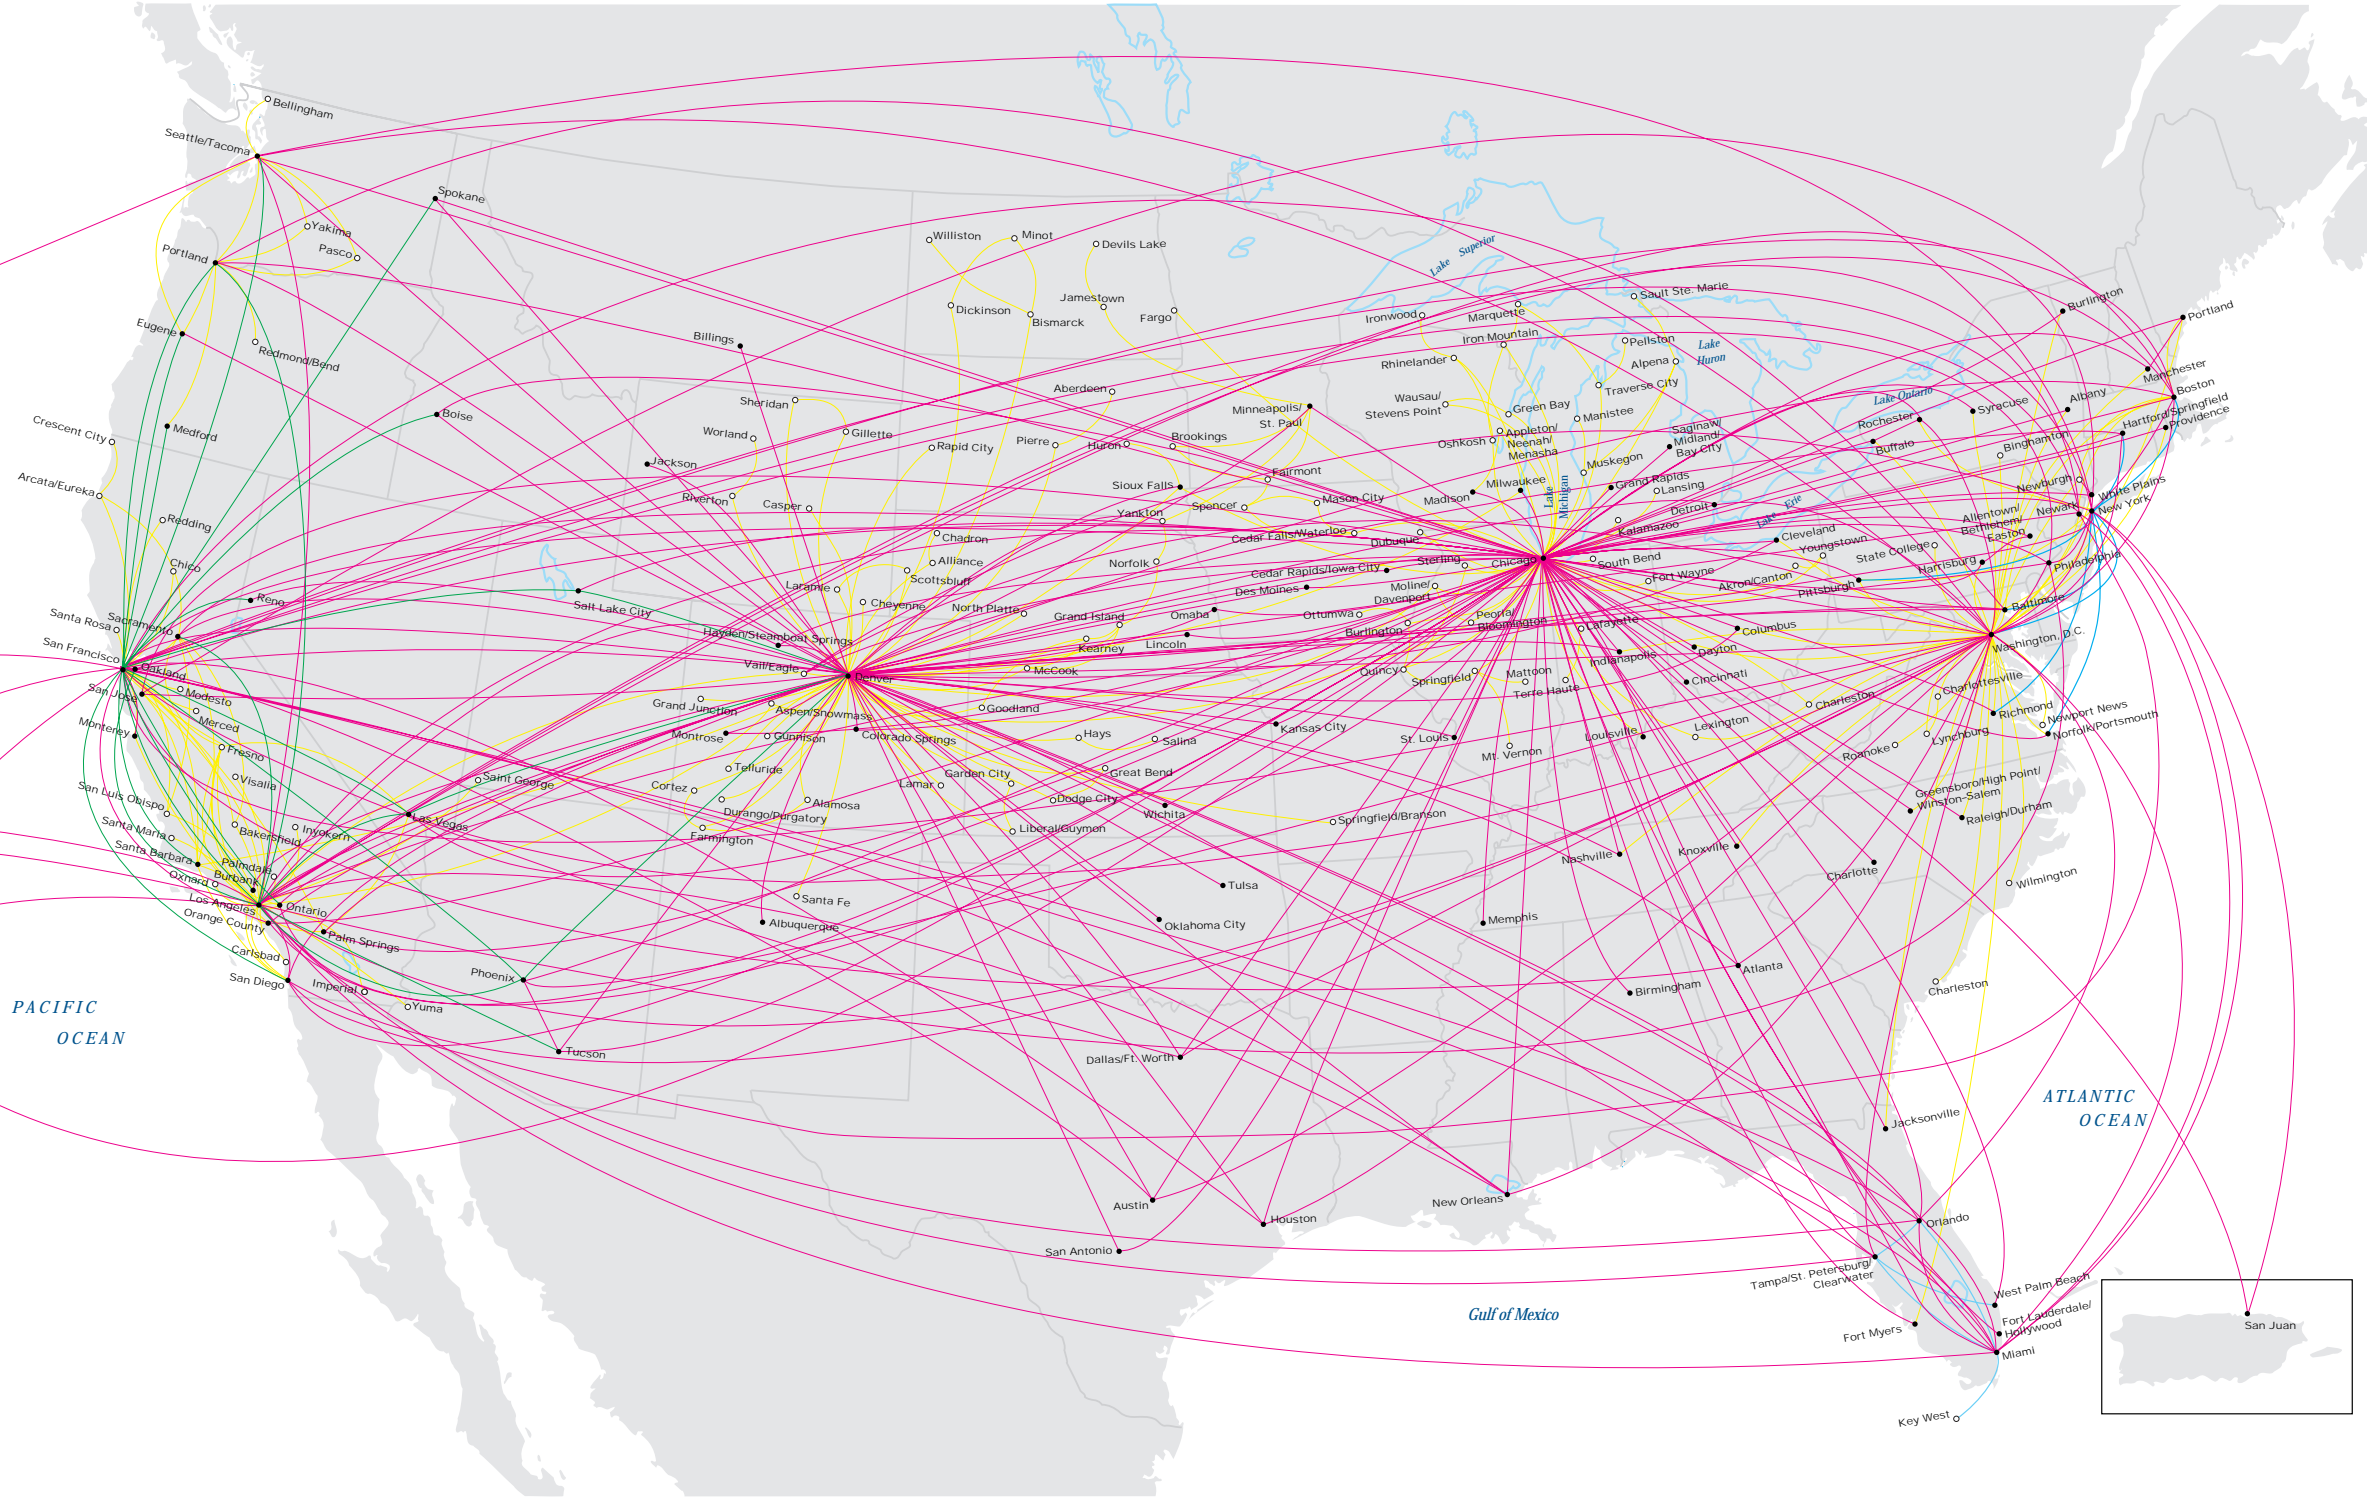 Bellingham
Seattle/Tacoma
Spokane
Yakima
Pasco
Portland
Williston
Minot
Devils Lake
Dickinson
Bismarck
Jamestown
Fargo
Lake Superior
Sault Ste. Marie
Marquette
Ironwood
Iron Mountain
Pellston
Lake
Huron
Alpena
Rhinelander
Traverse City
Burlington
Portland
Manchester
Boston
Eugene
Redmond/Bend
Billings
Sheridan
Aberdeen
Minneapolis/
St. Paul
Wausau/
Stevens Point
Green Bay
Manistee
Lake Ontario
Rochester
Syracuse
Albany
Hartford/Springfield
Providence
Crescent City
Medford
Boise
Worland
Gillette
Rapid City
Pierre
Huron
Brookings
Oshkosh
Appleton/
Neenah/
Menasha
Saginaw/
Midland/
Bay City
Buffalo
Binghamton
Arcata/Eureka
Jackson
Riverton
Casper
Sioux Falls
Fairmont
Yankton
Spencer
Mason City
Madison
Milwaukee
Muskegon
Grand Rapids
Lansing
Detroit
Lake
Michigan
Lake Erie
Newburgh
White Plains
New York
Newark
Allentown/
Bethlehem/
Easton
Redding
Chico
Chadron
Alliance
Scottsbluff
Norfolk
Cedar Falls/Waterloo
Dubuque
Kalamazoo
Cleveland
Youngstown
State College
Harrisburg
Philadelphia
Sterling
Chicago
South Bend
Cedar Rapids/Iowa City
Des Moines
Moline/
Davenport
Fort Wayne
Akron/Canton
Pittsburgh
Baltimore
Reno
Salt Lake City
Laramie
Cheyenne
North Platte
Grand Island
Omaha
Ottumwa
Burlington
Peoria/
Bloomington
Lafayette
Columbus
Washington, D.C.
Santa Rosa
Sacramento
San Francisco
Oakland
Hayden/Steamboat Springs
Vail/Eagle
Denver
Kearney
Lincoln
McCook
Quincy
Springfield
Mattoon
Terre Haute
Indianapolis
Dayton
Cincinnati
San Jose
Modesto
Merced
Monterey
Fresno
Grand Junction
Aspen/Snowmass
Montrose
Gunnison
Colorado Springs
Goodland
Hays
Salina
Kansas City
St. Louis
Mt. Vernon
Louisville
Lexington
Charleston
Charlottesville
Richmond
Newport News
Norfolk/Portsmouth
Lynchburg
Roanoke
Visalia
San Luis Obispo
Saint George
Telluride
Cortez
Durango/Purgatory
Alamosa
Lamar
Garden City
Great Bend
Dodge City
Wichita
Greensboro/High Point/
Winston-Salem
Raleigh/Durham
Santa Maria
Bakersfield
Inyokern
Las Vegas
Farmington
Liberal/Guymon
Springfield/Branson
Nashville
Knoxville
Charlotte
Wilmington
Santa Barbara
Palmdale
Oxnard
Burbank
Los Angeles
Ontario
Orange County
Palm Springs
Santa Fe
Albuquerque
Tulsa
Oklahoma City
Memphis
Carlsbad
San Diego
Imperial
Yuma
Phoenix
Tucson
Atlanta
Birmingham
Charleston
PACIFIC
OCEAN
Dallas/Ft. Worth
ATLANTIC
OCEAN
Jacksonville
Austin
Houston
San Antonio
New Orleans
Orlando
Tampa/St. Petersburg/
Clearwater
West Palm Beach
Fort Lauderdale/
Hollywood
Fort Myers
Miami
Key West
Gulf of Mexico
San Juan